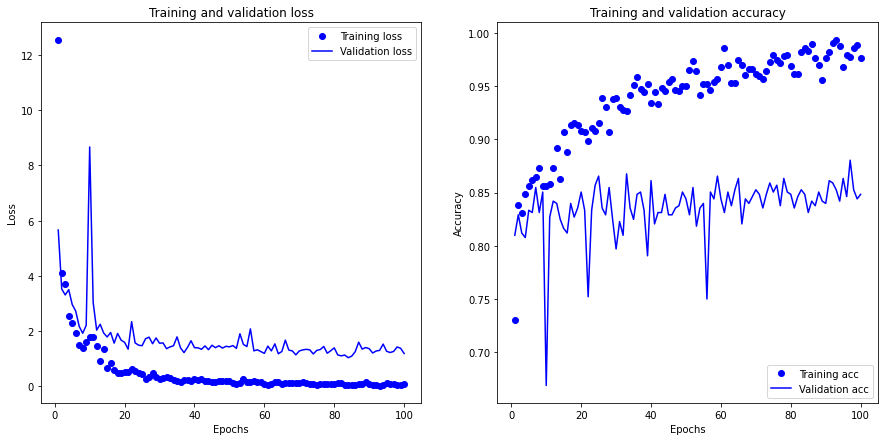 Training and validation loss
Training loss
Validation loss
12
10
8
6
4
2
0
Loss
0 20 40 60 80 100
Epochs
Training and validation accuracy
1.00
0.95
0.90
0.85
0.80
0.75
0.70
Accuracy
Training acc
Validation acc
0 20 40 60 80 100
Epochs